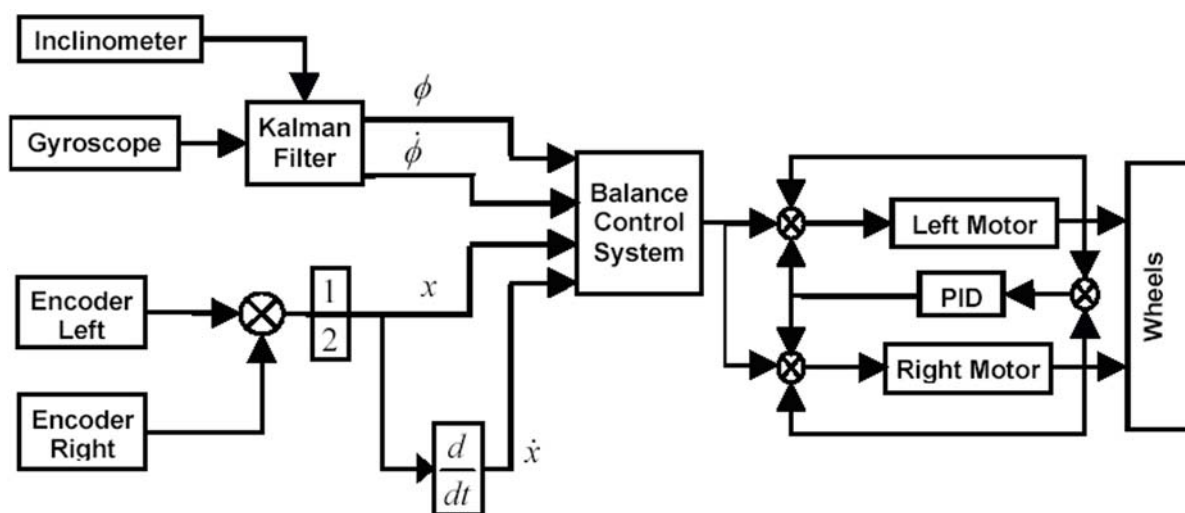 Inclinometer
Gyroscope
Kalman
Filter
ϕ
ϕ̇
Encoder
Left
Encoder
Right
1
2
x
d
dt
ẋ
Balance
Control
System
Left Motor
PID
Right Motor
Wheels